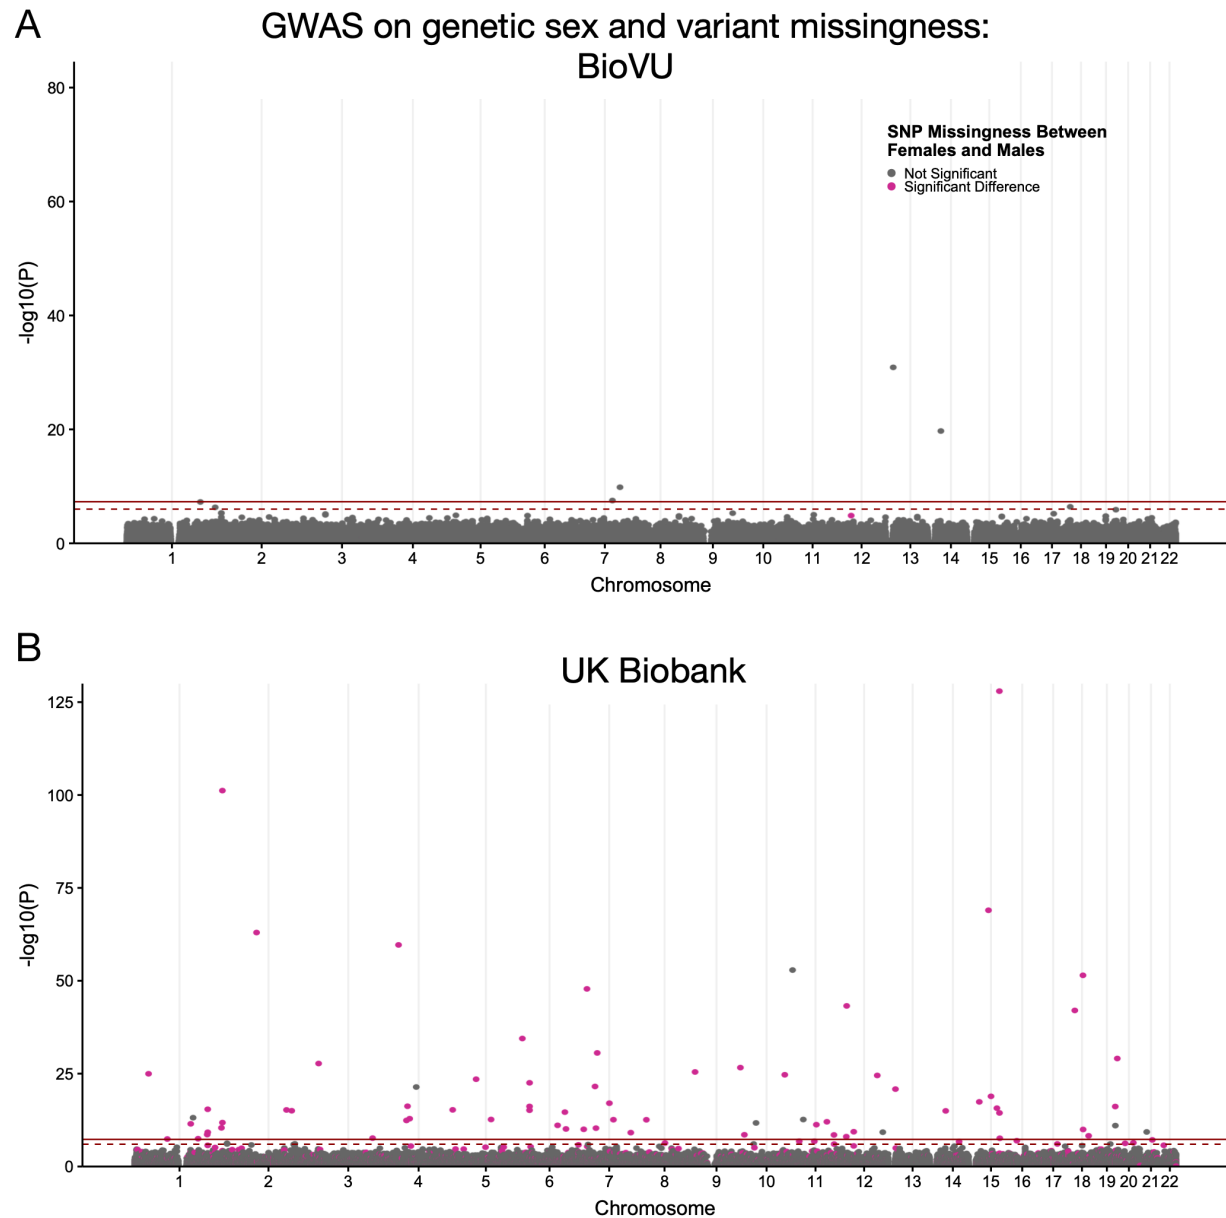 A
GWAS on genetic sex and variant missingness:
BioVU
80
60
40
20
0
-log10(P)
SNP Missingness Between
Females and Males
Not Significant
Significant Difference
1 2 3 4 5 6 7 8 9 10 11 12 13 14 15 16 17 18 19 20 21 22
Chromosome
B
UK Biobank
125
100
75
50
25
0
-log10(P)
1 2 3 4 5 6 7 8 9 10 11 12 13 14 15 16 17 18 19 20 21 22
Chromosome